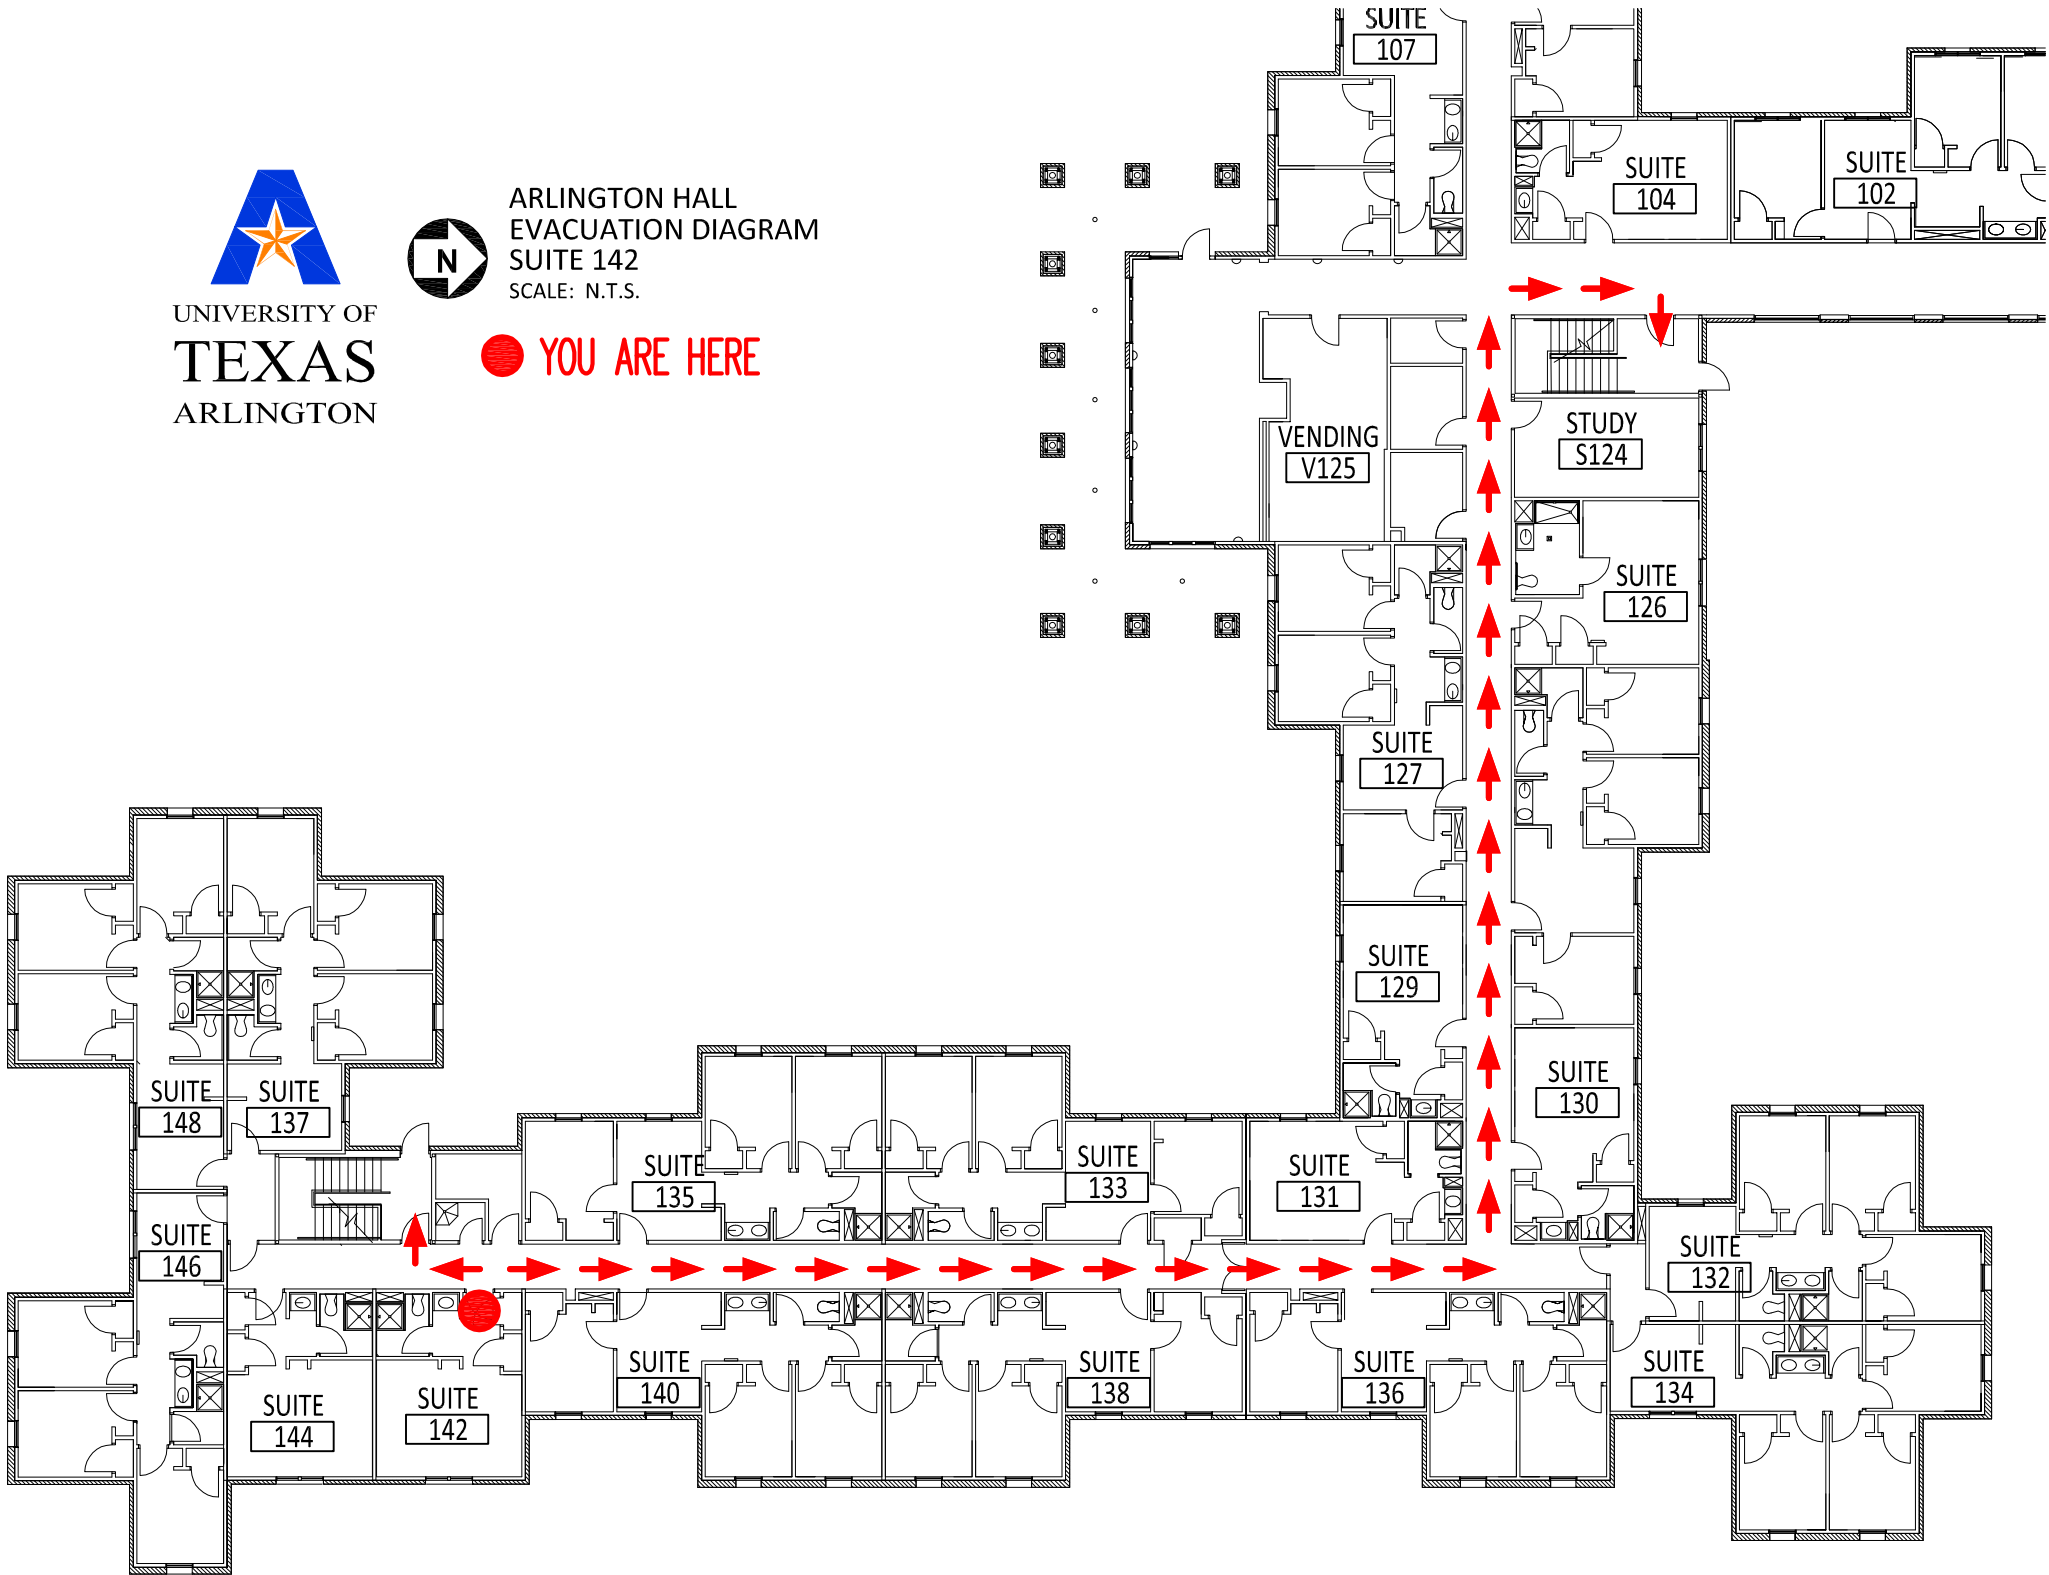 SUITE
107
SUITE
104
SUITE
102
ARLINGTON HALL
EVACUATION DIAGRAM
SUITE 142
SCALE: N.T.S.
N
YOU ARE HERE
UNIVERSITY OF
TEXAS
ARLINGTON
VENDING
V125
STUDY
S124
SUITE
126
SUITE
127
SUITE
129
SUITE
130
SUITE
148
SUITE
137
SUITE
135
SUITE
133
SUITE
131
SUITE
146
SUITE
132
SUITE
144
SUITE
142
SUITE
140
SUITE
138
SUITE
136
SUITE
134